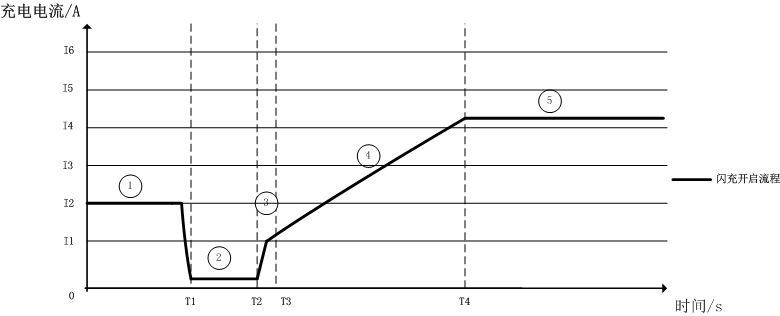 充电电流/A
I6
I5
I4
I3
I2
I1
0
①
②
③
④
⑤
T1
T2
T3
T4
时间/s
闪充开启流程